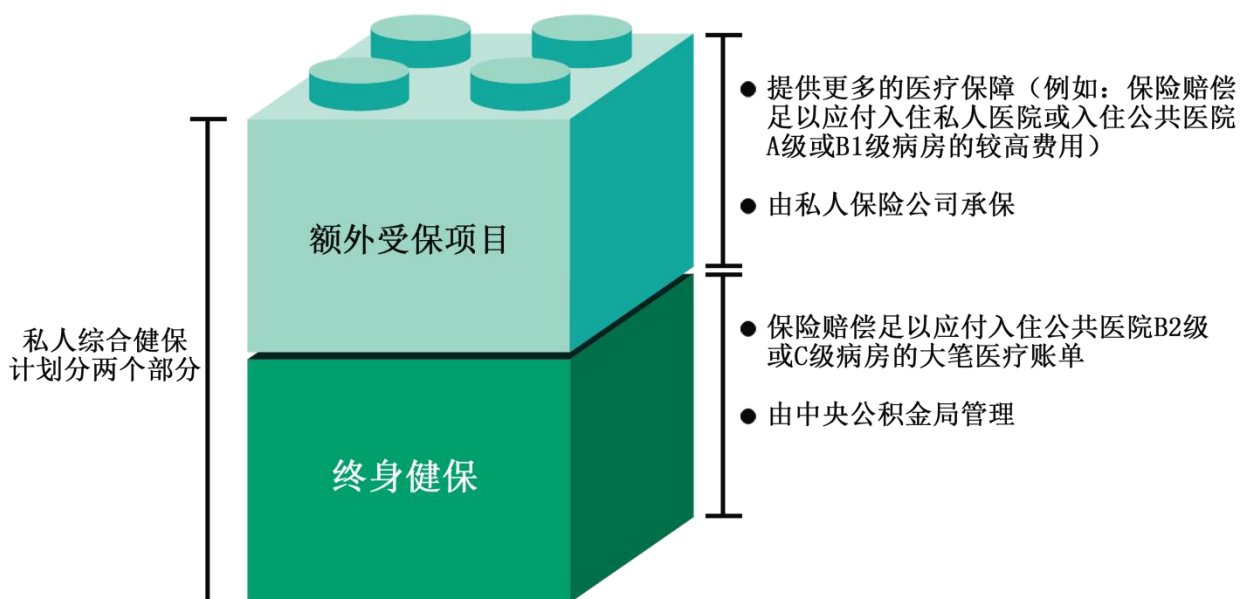 提供更多的医疗保障（例如：保险赔偿
足以应付入住私人医院或入住公共医院
A级或B1级病房的较高费用）
由私人保险公司承保
额外受保项目
私人综合健保
计划分两个部分
保险赔偿足以应付入住公共医院B2级
或C级病房的大笔医疗账单
由中央公积金局管理
终身健保